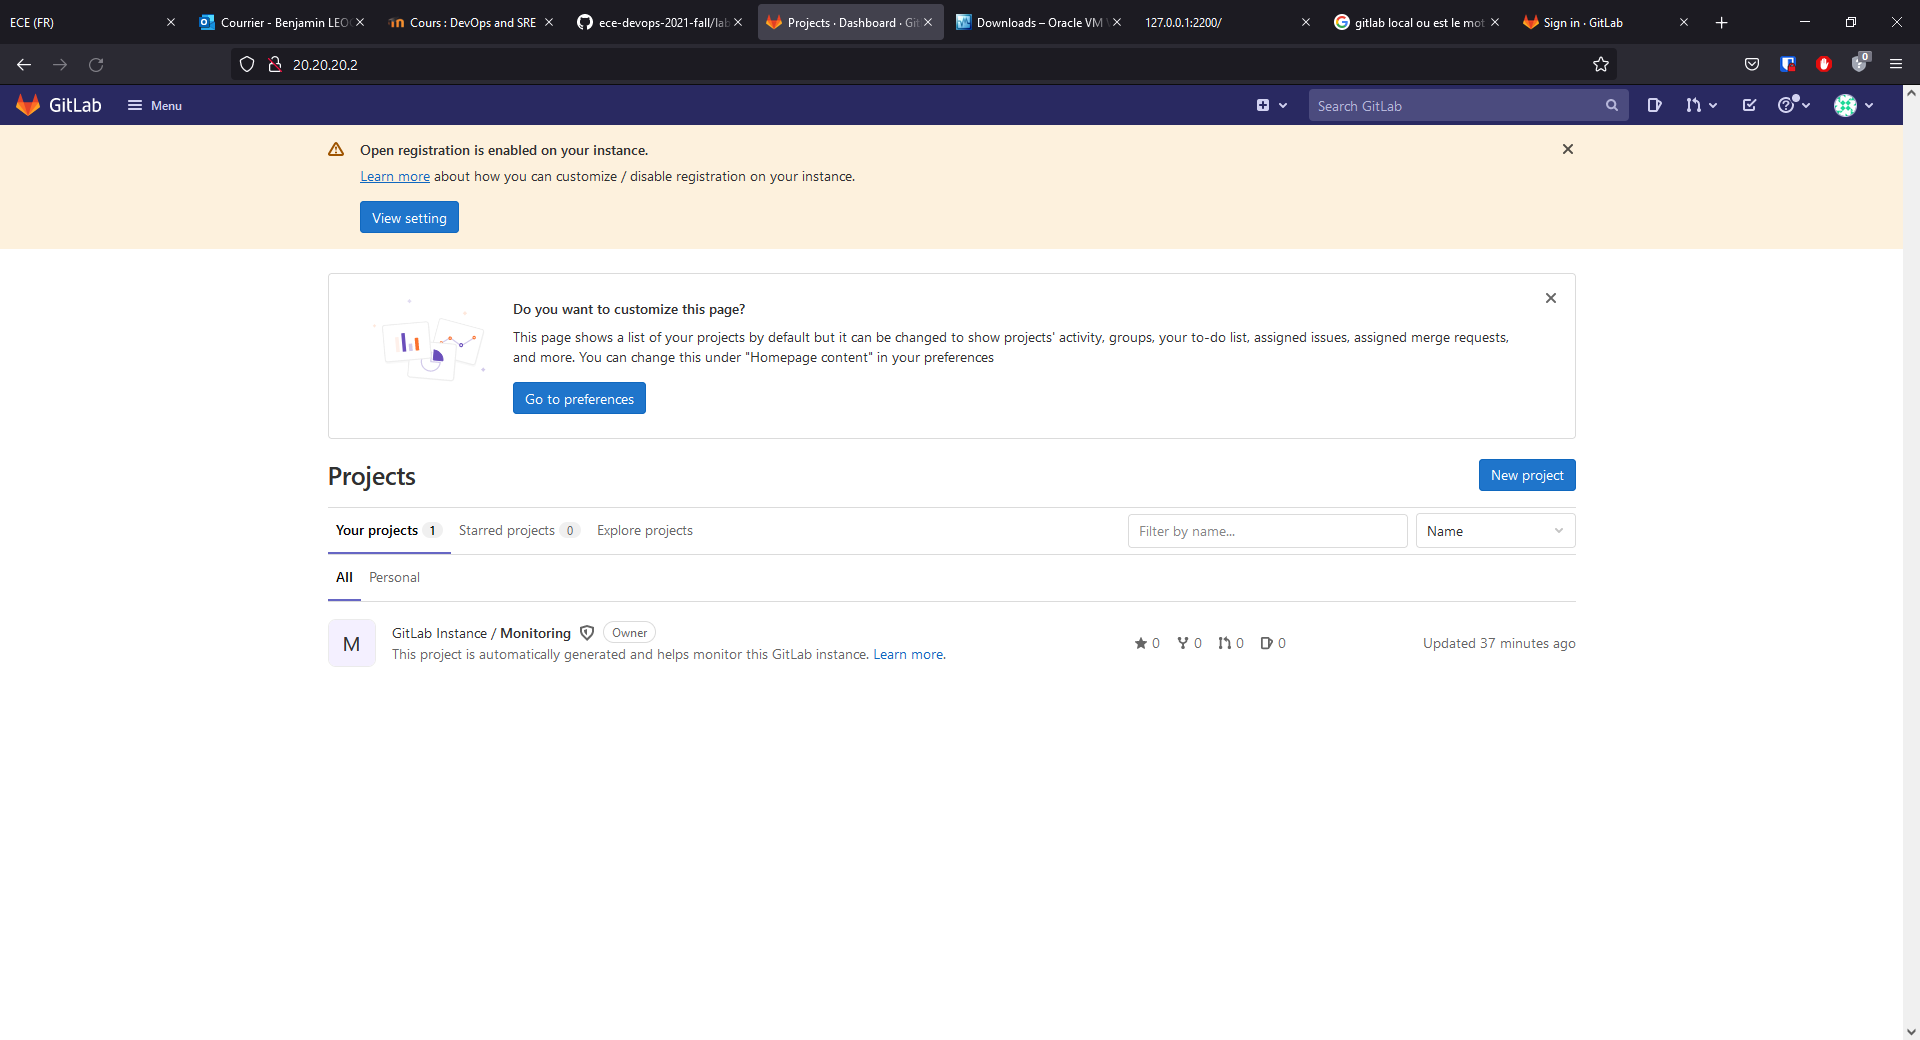 ECE (FR)
Courrier - Benjamin LEO
Cours : DevOps and SRE
ece-devops-2021-fall/lab
Projects · Dashboard · Git
Downloads – Oracle VM V
127.0.0.1:2200/
gitlab local ou est le mot
Sign in · GitLab
20.20.20.2
0
GitLab
Menu
Search GitLab
Open registration is enabled on your instance.
Learn more about how you can customize / disable registration on your instance.
View setting
Do you want to customize this page?
This page shows a list of your projects by default but it can be changed to show projects' activity, groups, your to-do list, assigned issues, assigned merge requests,
and more. You can change this under "Homepage content" in your preferences
Go to preferences
Projects
New project
Your projects 1
Starred projects 0
Explore projects
Filter by name...
Name
All
Personal
M
GitLab Instance / Monitoring
Owner
This project is automatically generated and helps monitor this GitLab instance. Learn more.
0 0 0 0
Updated 37 minutes ago